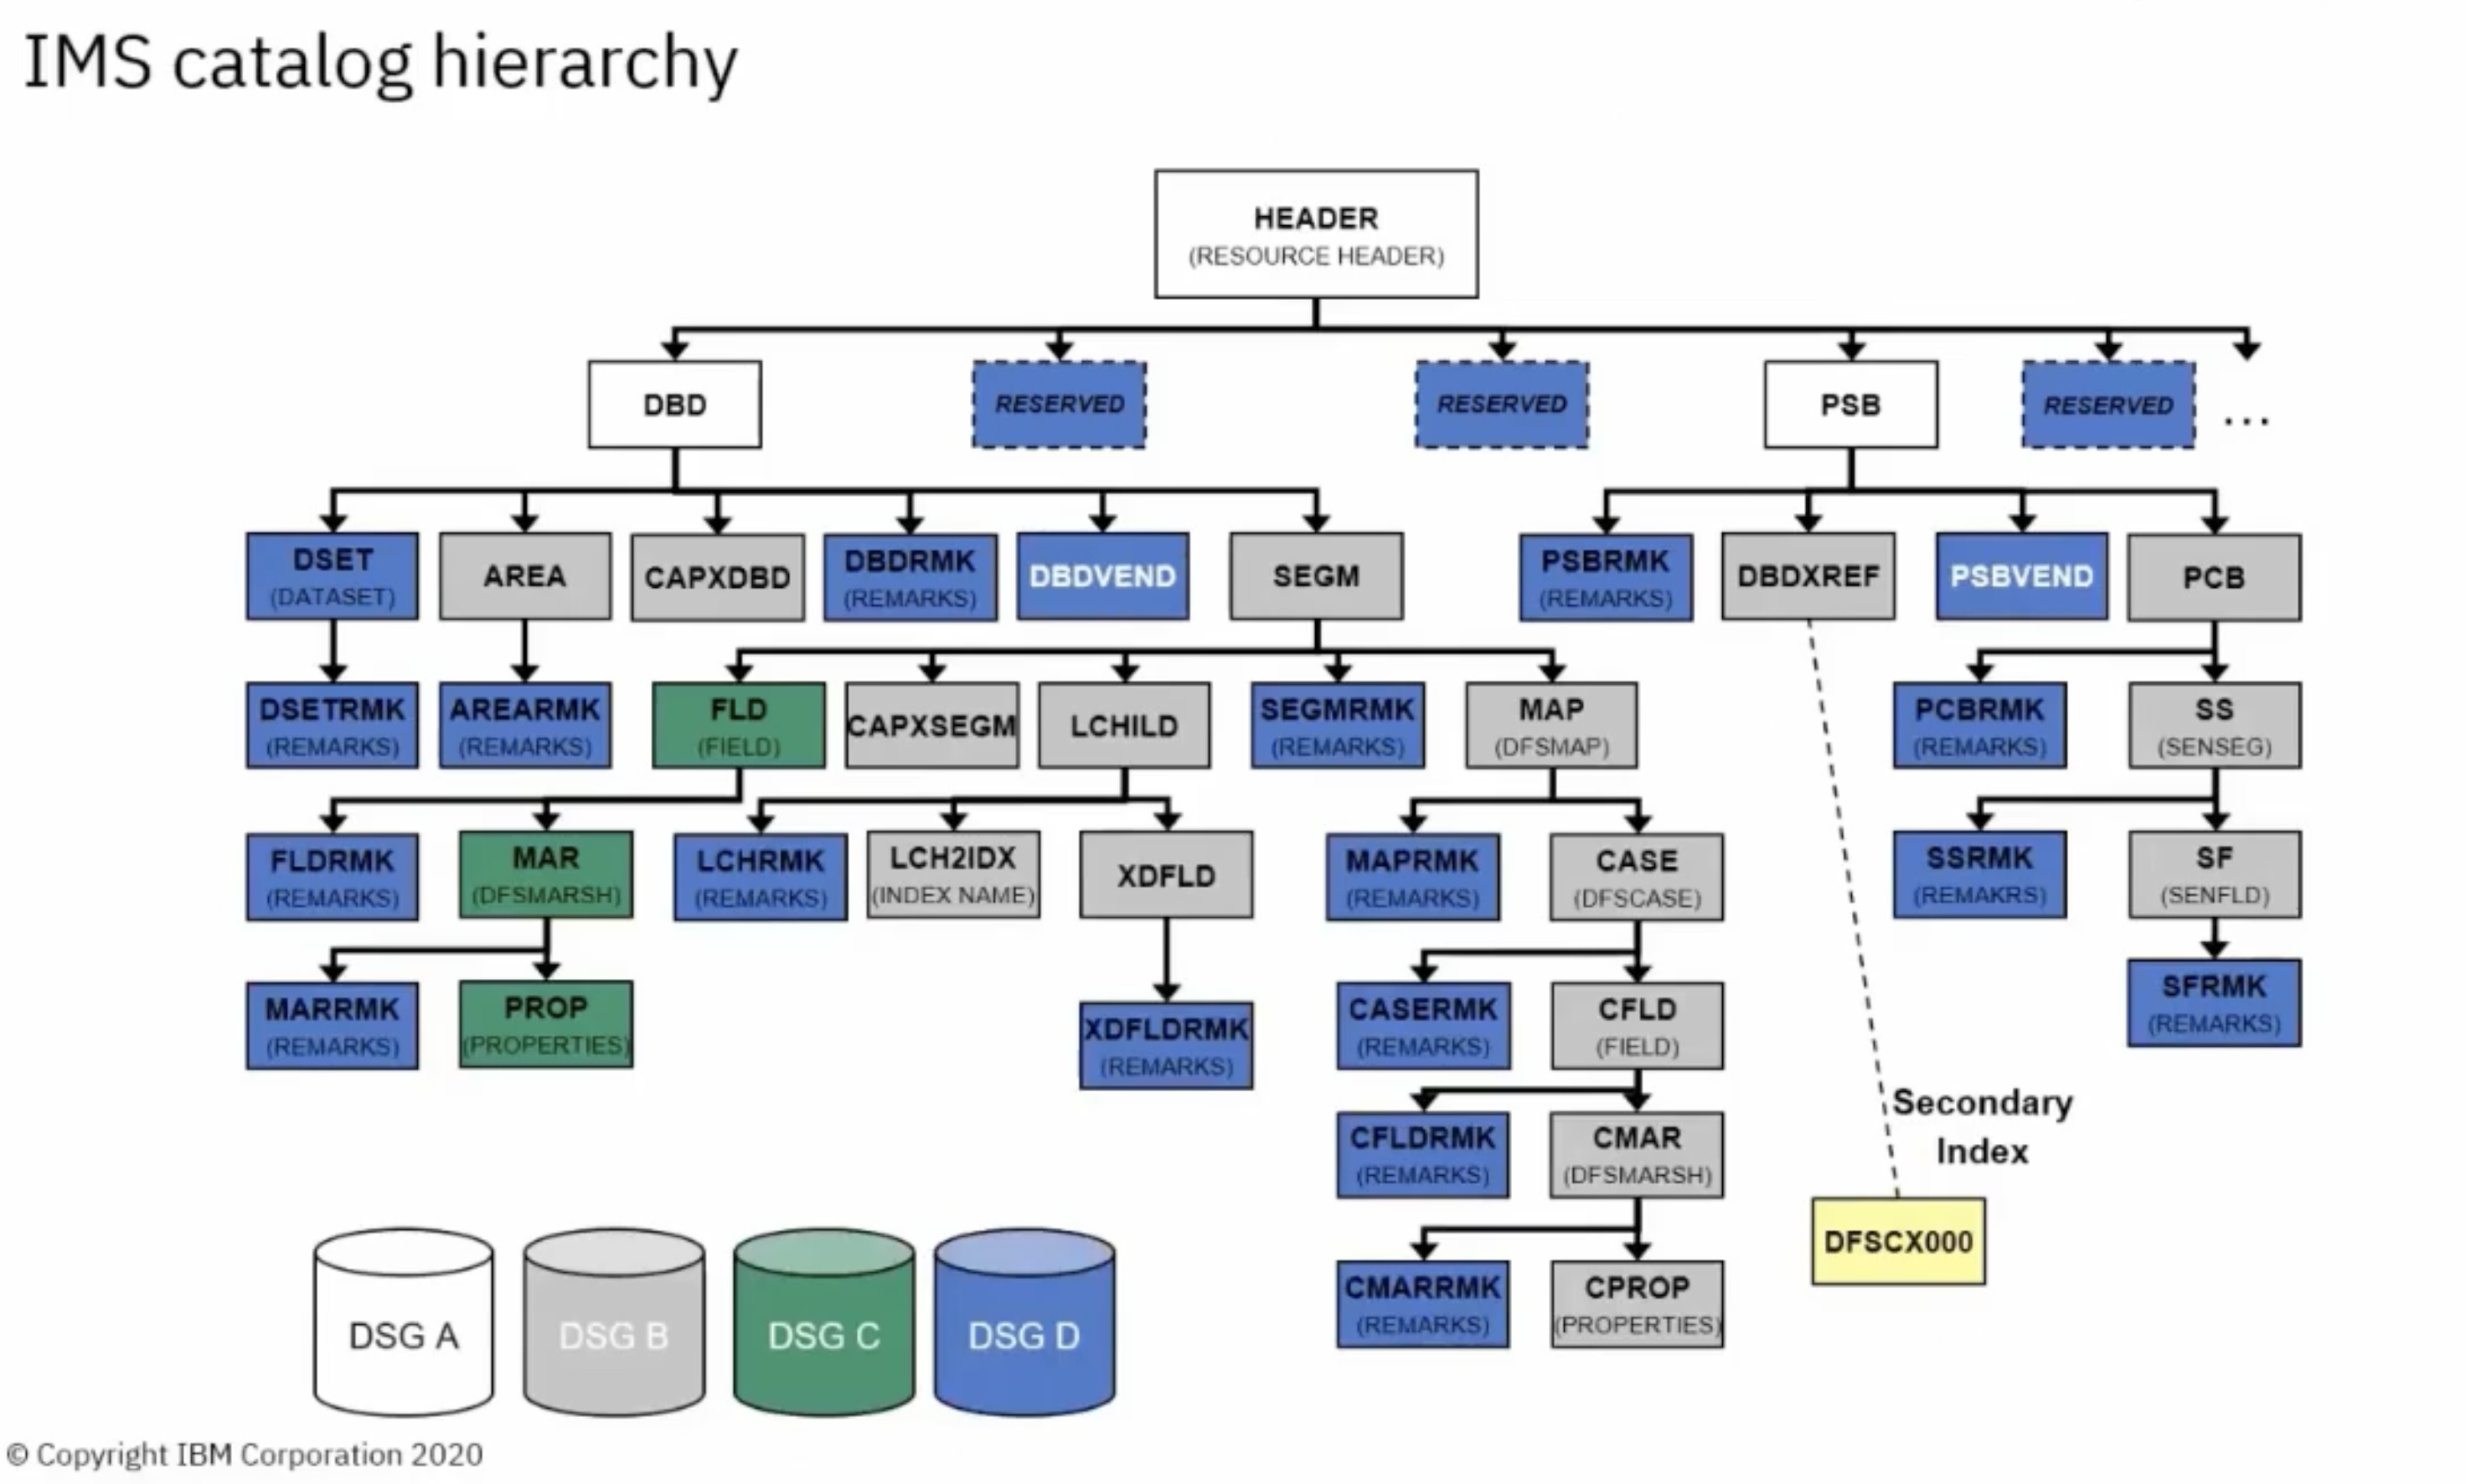 IMS catalog hierarchy
HEADER
(RESOURCE HEADER)
DBD
RESERVED
RESERVED
PSB
RESERVED
...
DSET
(DATASET)
AREA
CAPXDBD
DBDRMK
(REMARKS)
DBDVEND
SEGM
PSBRMK
(REMARKS)
DBDXREF
PSBVEND
PCB
DSETRMK
(REMARKS)
AREARMK
(REMARKS)
FLD
(FIELD)
CAPXSEGM
LCHILD
SEGMRMK
(REMARKS)
MAP
(DFSMAP)
PCBRMK
(REMARKS)
SS
(SENSEG)
FLDRMK
(REMARKS)
MAR
(DFSMARSH)
LCHRMK
(REMARKS)
LCH2IDX
(INDEX NAME)
XDFLD
MAPRMK
(REMARKS)
CASE
(DFSCASE)
SSRMK
(REMAKRS)
SF
(SENFLD)
MARRMK
(REMARKS)
PROP
(PROPERTIES)
XDFLDRMK
(REMARKS)
CASERMK
(REMARKS)
CFLD
(FIELD)
SFRMK
(REMARKS)
CFLDRMK
(REMARKS)
CMAR
(DFSMARSH)
Secondary
Index
DFSCX000
CMARRMK
(REMARKS)
CPROP
(PROPERTIES)
DSG A
DSG B
DSG C
DSG D
© Copyright IBM Corporation 2020